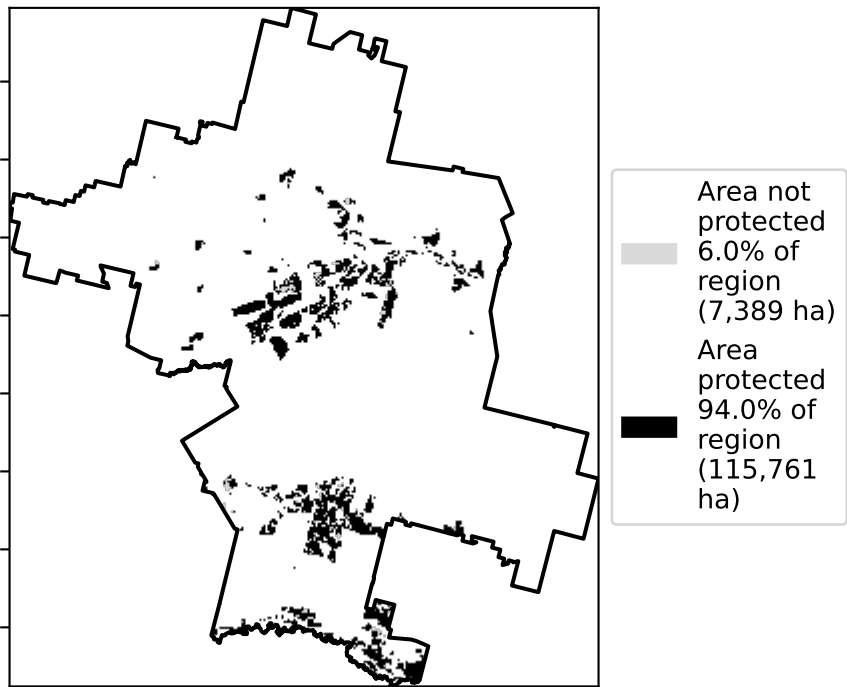 Area not
protected
6.0% of
region
(7,389 ha)
Area
protected
94.0% of
region
(115,761
ha)